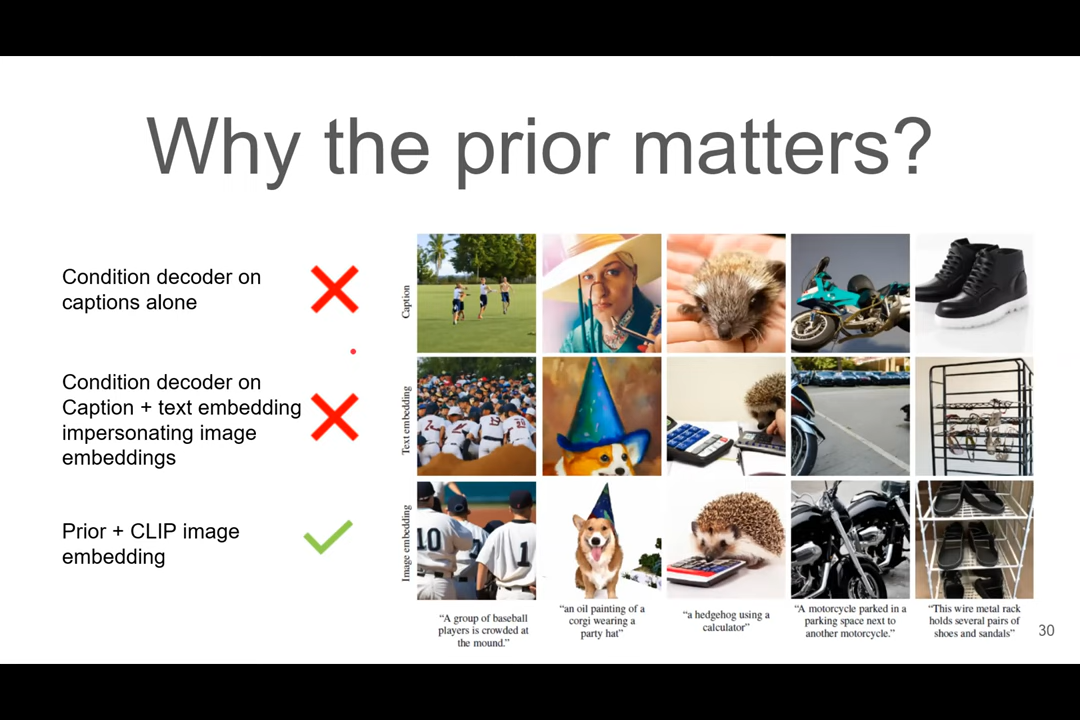 Why the prior matters?
Condition decoder on
captions alone
Condition decoder on
Caption + text embedding
impersonating image
embeddings
Prior + CLIP image
embedding
Caption
Text embedding
Image embedding
10
1
“A group of baseball
players is crowded at
the mound.”
“an oil painting of a
corgi wearing a
party hat”
“a hedgehog using a
calculator”
“A motorcycle parked in a
parking space next to
another motorcycle.”
“This wire metal rack
holds several pairs of
shoes and sandals”
30